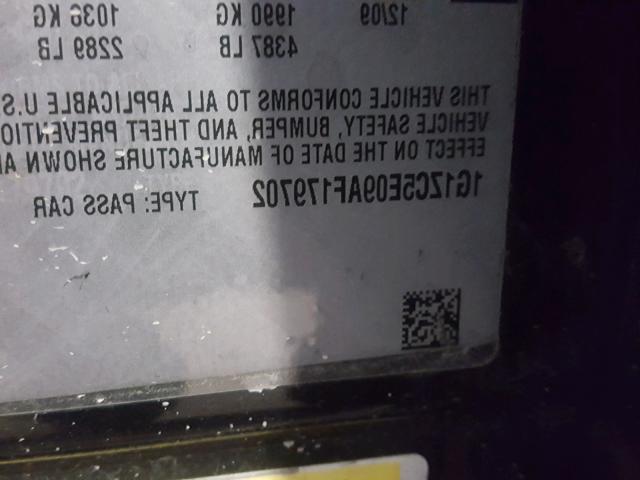 12/09 1990 KG 1036 KG
4387 LB 2289 LB
THIS VEHICLE CONFORMS TO ALL APPLICABLE U.S
VEHICLE SAFETY, BUMPER, AND THEFT PREVENTIO
EFFECT ON THE DATE OF MANUFACTURE SHOWN A
1G1ZC5E09AF179702 TYPE: PASS CAR